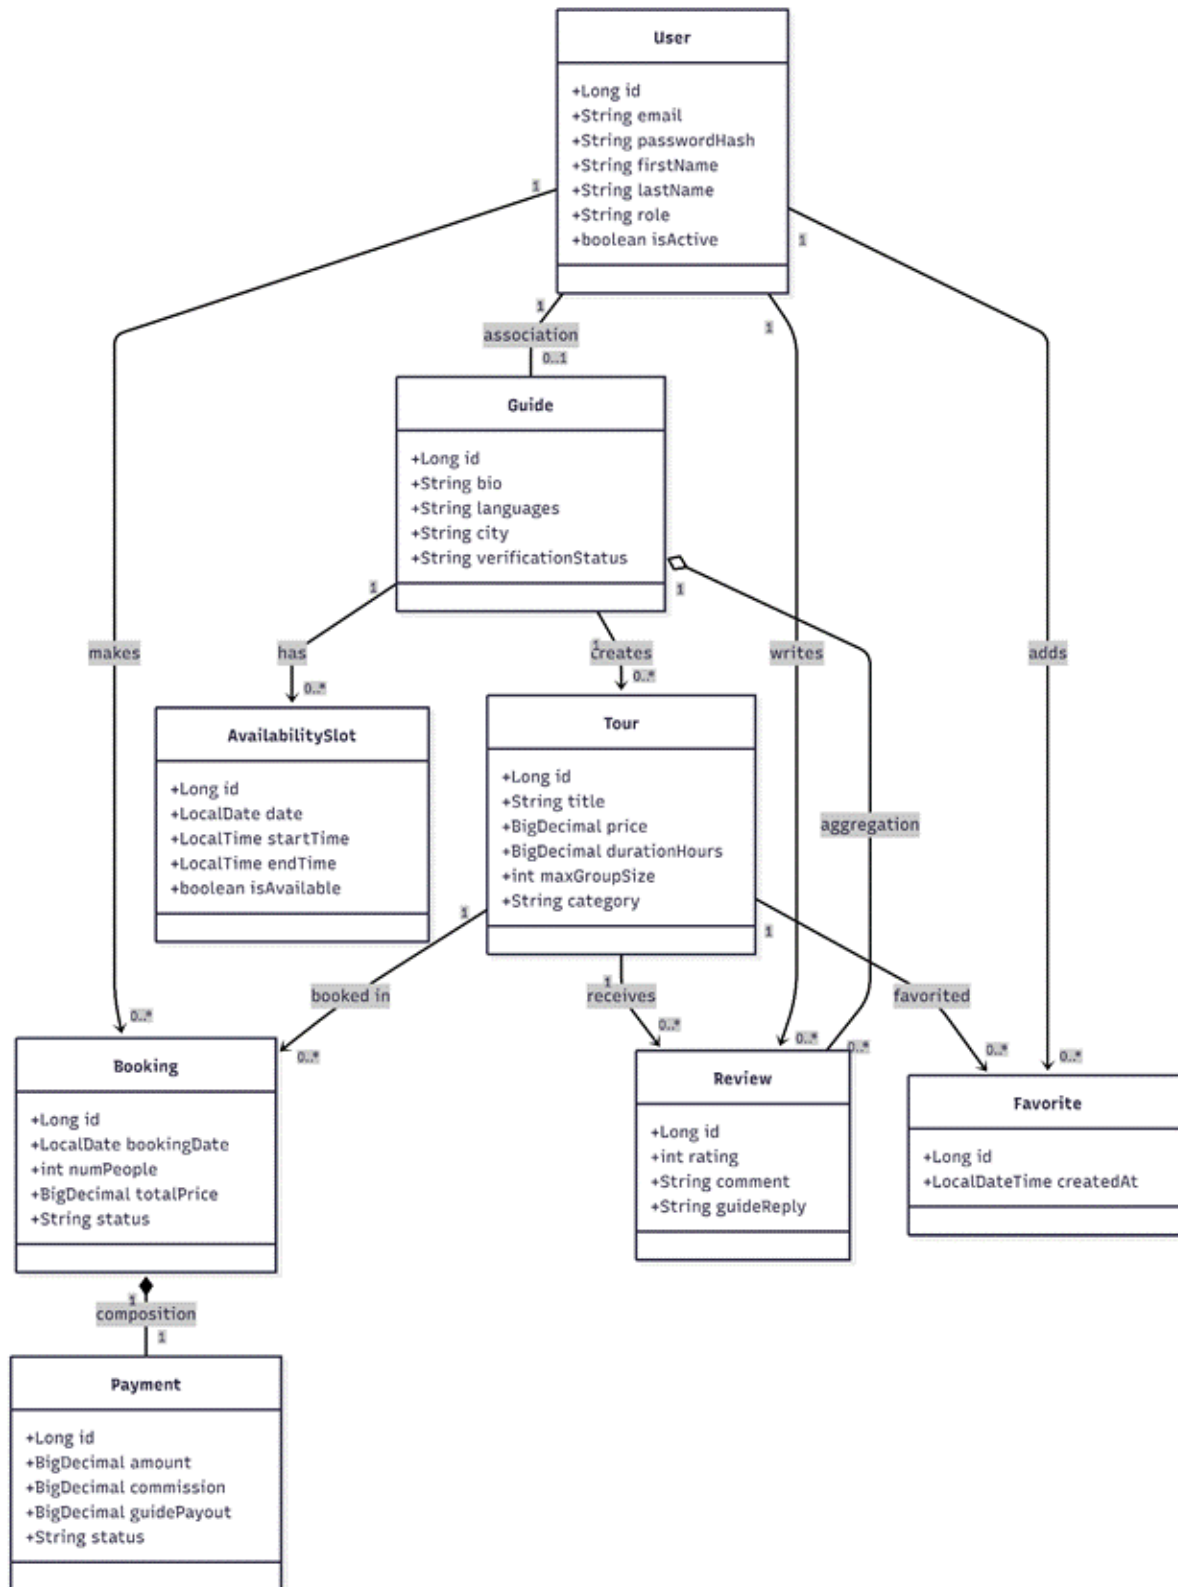 User
+Long id
+String email
+String passwordHash
+String firstName
+String lastName
+String role
+boolean isActive
1
1
1
1
association
0..1
Guide
+Long id
+String bio
+String languages
+String city
+String verificationStatus
1
1
makes
has
1
creates
writes
adds
0..*
0..*
AvailabilitySlot
+Long id
+LocalDate date
+LocalTime startTime
+LocalTime endTime
+boolean isAvailable
Tour
+Long id
+String title
+BigDecimal price
+BigDecimal durationHours
+int maxGroupSize
+String category
aggregation
1
1
1
booked in
receives
favorited
0..*
0..*
0..*
0..*
0..*
0..*
0..*
Booking
+Long id
+LocalDate bookingDate
+int numPeople
+BigDecimal totalPrice
+String status
Review
+Long id
+int rating
+String comment
+String guideReply
Favorite
+Long id
+LocalDateTime createdAt
1
composition
1
Payment
+Long id
+BigDecimal amount
+BigDecimal commission
+BigDecimal guidePayout
+String status